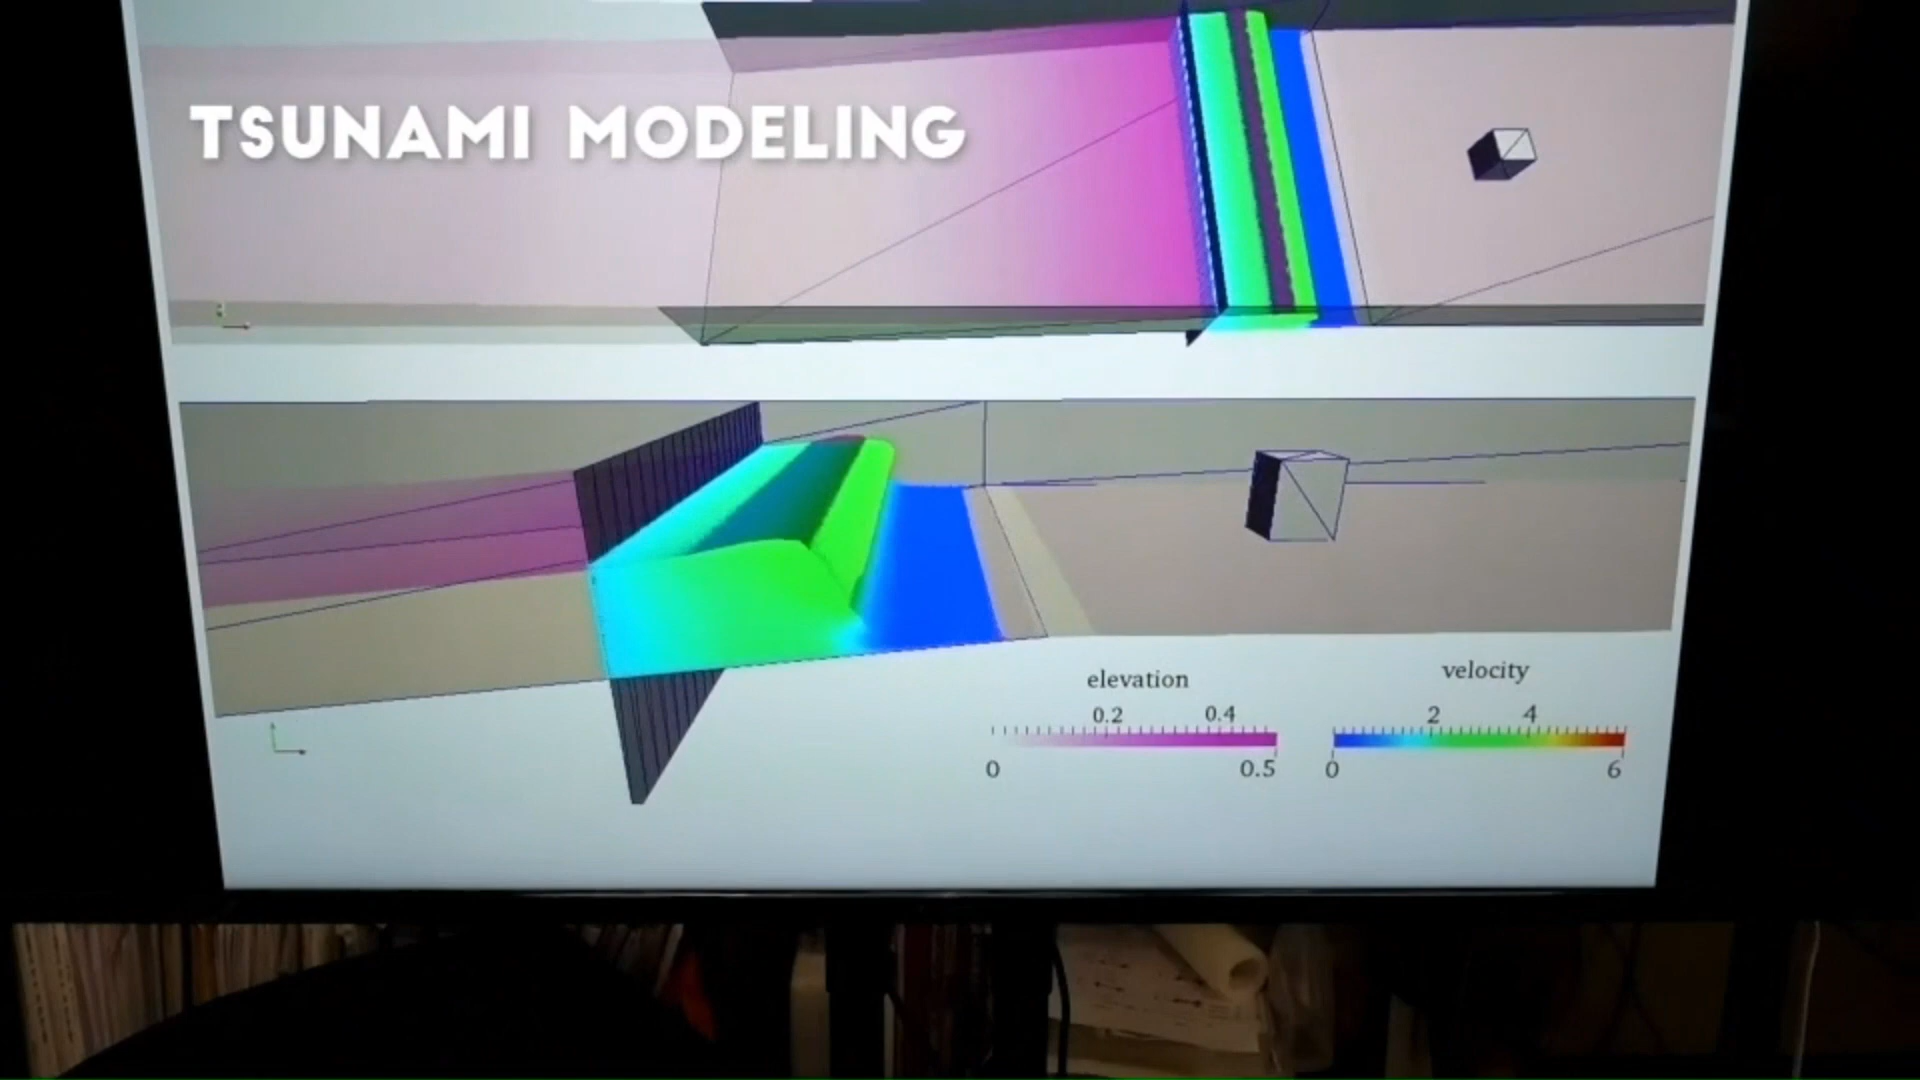 TSUNAMI MODELING
elevation
velocity
0.2 0.4
2 4
0 0.5
0 6